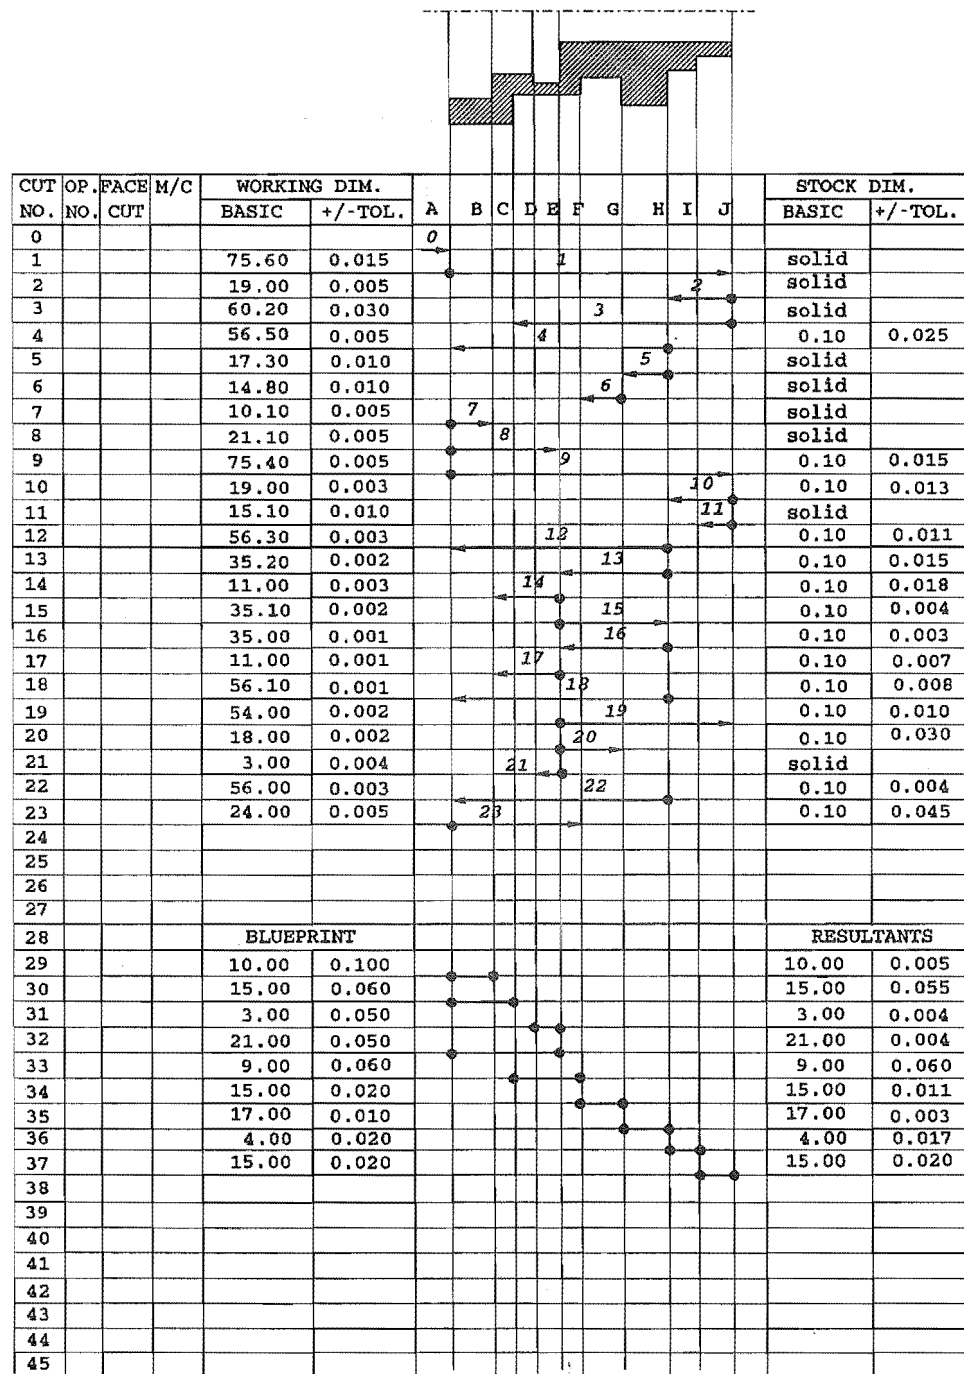 CUT OP. FACE M/C WORKING DIM. STOCK DIM.
NO. NO. CUT BASIC +/-TOL. A B C D E F G H I J BASIC +/-TOL.
0 0
1 75.60 0.015 1 solid
2 19.00 0.005 2 solid
3 60.20 0.030 3 solid
4 56.50 0.005 4 0.10 0.025
5 17.30 0.010 5 solid
6 14.80 0.010 6 solid
7 10.10 0.005 7 solid
8 21.10 0.005 8 solid
9 75.40 0.005 9 0.10 0.015
10 19.00 0.003 10 0.10 0.013
11 15.10 0.010 11 solid
12 56.30 0.003 12 0.10 0.011
13 35.20 0.002 13 0.10 0.015
14 11.00 0.003 14 0.10 0.018
15 35.10 0.002 15 0.10 0.004
16 35.00 0.001 16 0.10 0.003
17 11.00 0.001 17 0.10 0.007
18 56.10 0.001 18 0.10 0.008
19 54.00 0.002 19 0.10 0.010
20 18.00 0.002 20 0.10 0.030
21 3.00 0.004 21 solid
22 56.00 0.003 22 0.10 0.004
23 24.00 0.005 23 0.10 0.045
24
25
26
27
28 BLUEPRINT RESULTANTS
29 10.00 0.100 10.00 0.005
30 15.00 0.060 15.00 0.055
31 3.00 0.050 3.00 0.004
32 21.00 0.050 21.00 0.004
33 9.00 0.060 9.00 0.060
34 15.00 0.020 15.00 0.011
35 17.00 0.010 17.00 0.003
36 4.00 0.020 4.00 0.017
37 15.00 0.020 15.00 0.020
38
39
40
41
42
43
44
45